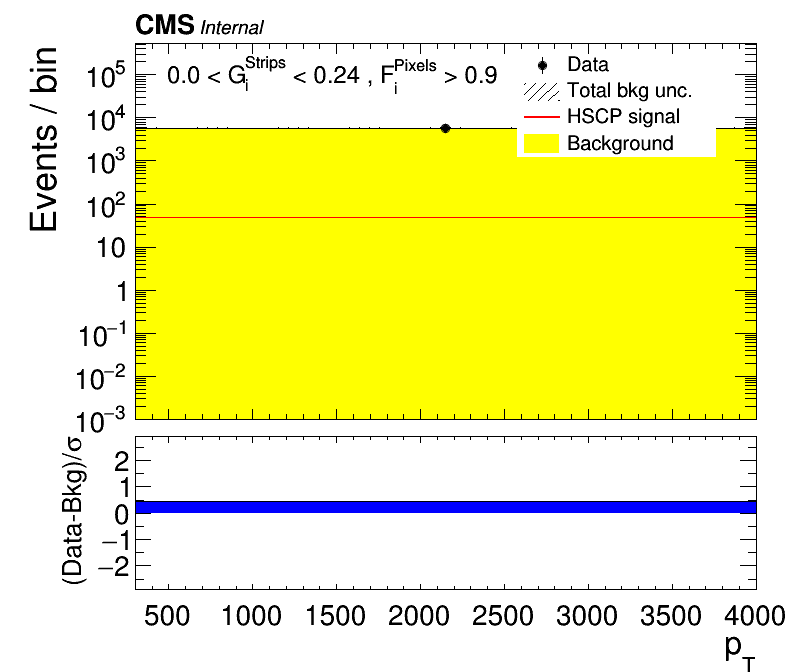 CMS Internal
0.0 < G_i^Strips < 0.24 , F_i^Pixels > 0.9
Data
Total bkg unc.
HSCP signal
Background
Events / bin
10^5
10^4
10^3
10^2
10
1
10^−1
10^−2
10^−3
(Data-Bkg)/σ
2
1
0
−1
−2
500 1000 1500 2000 2500 3000 3500 4000
p_T